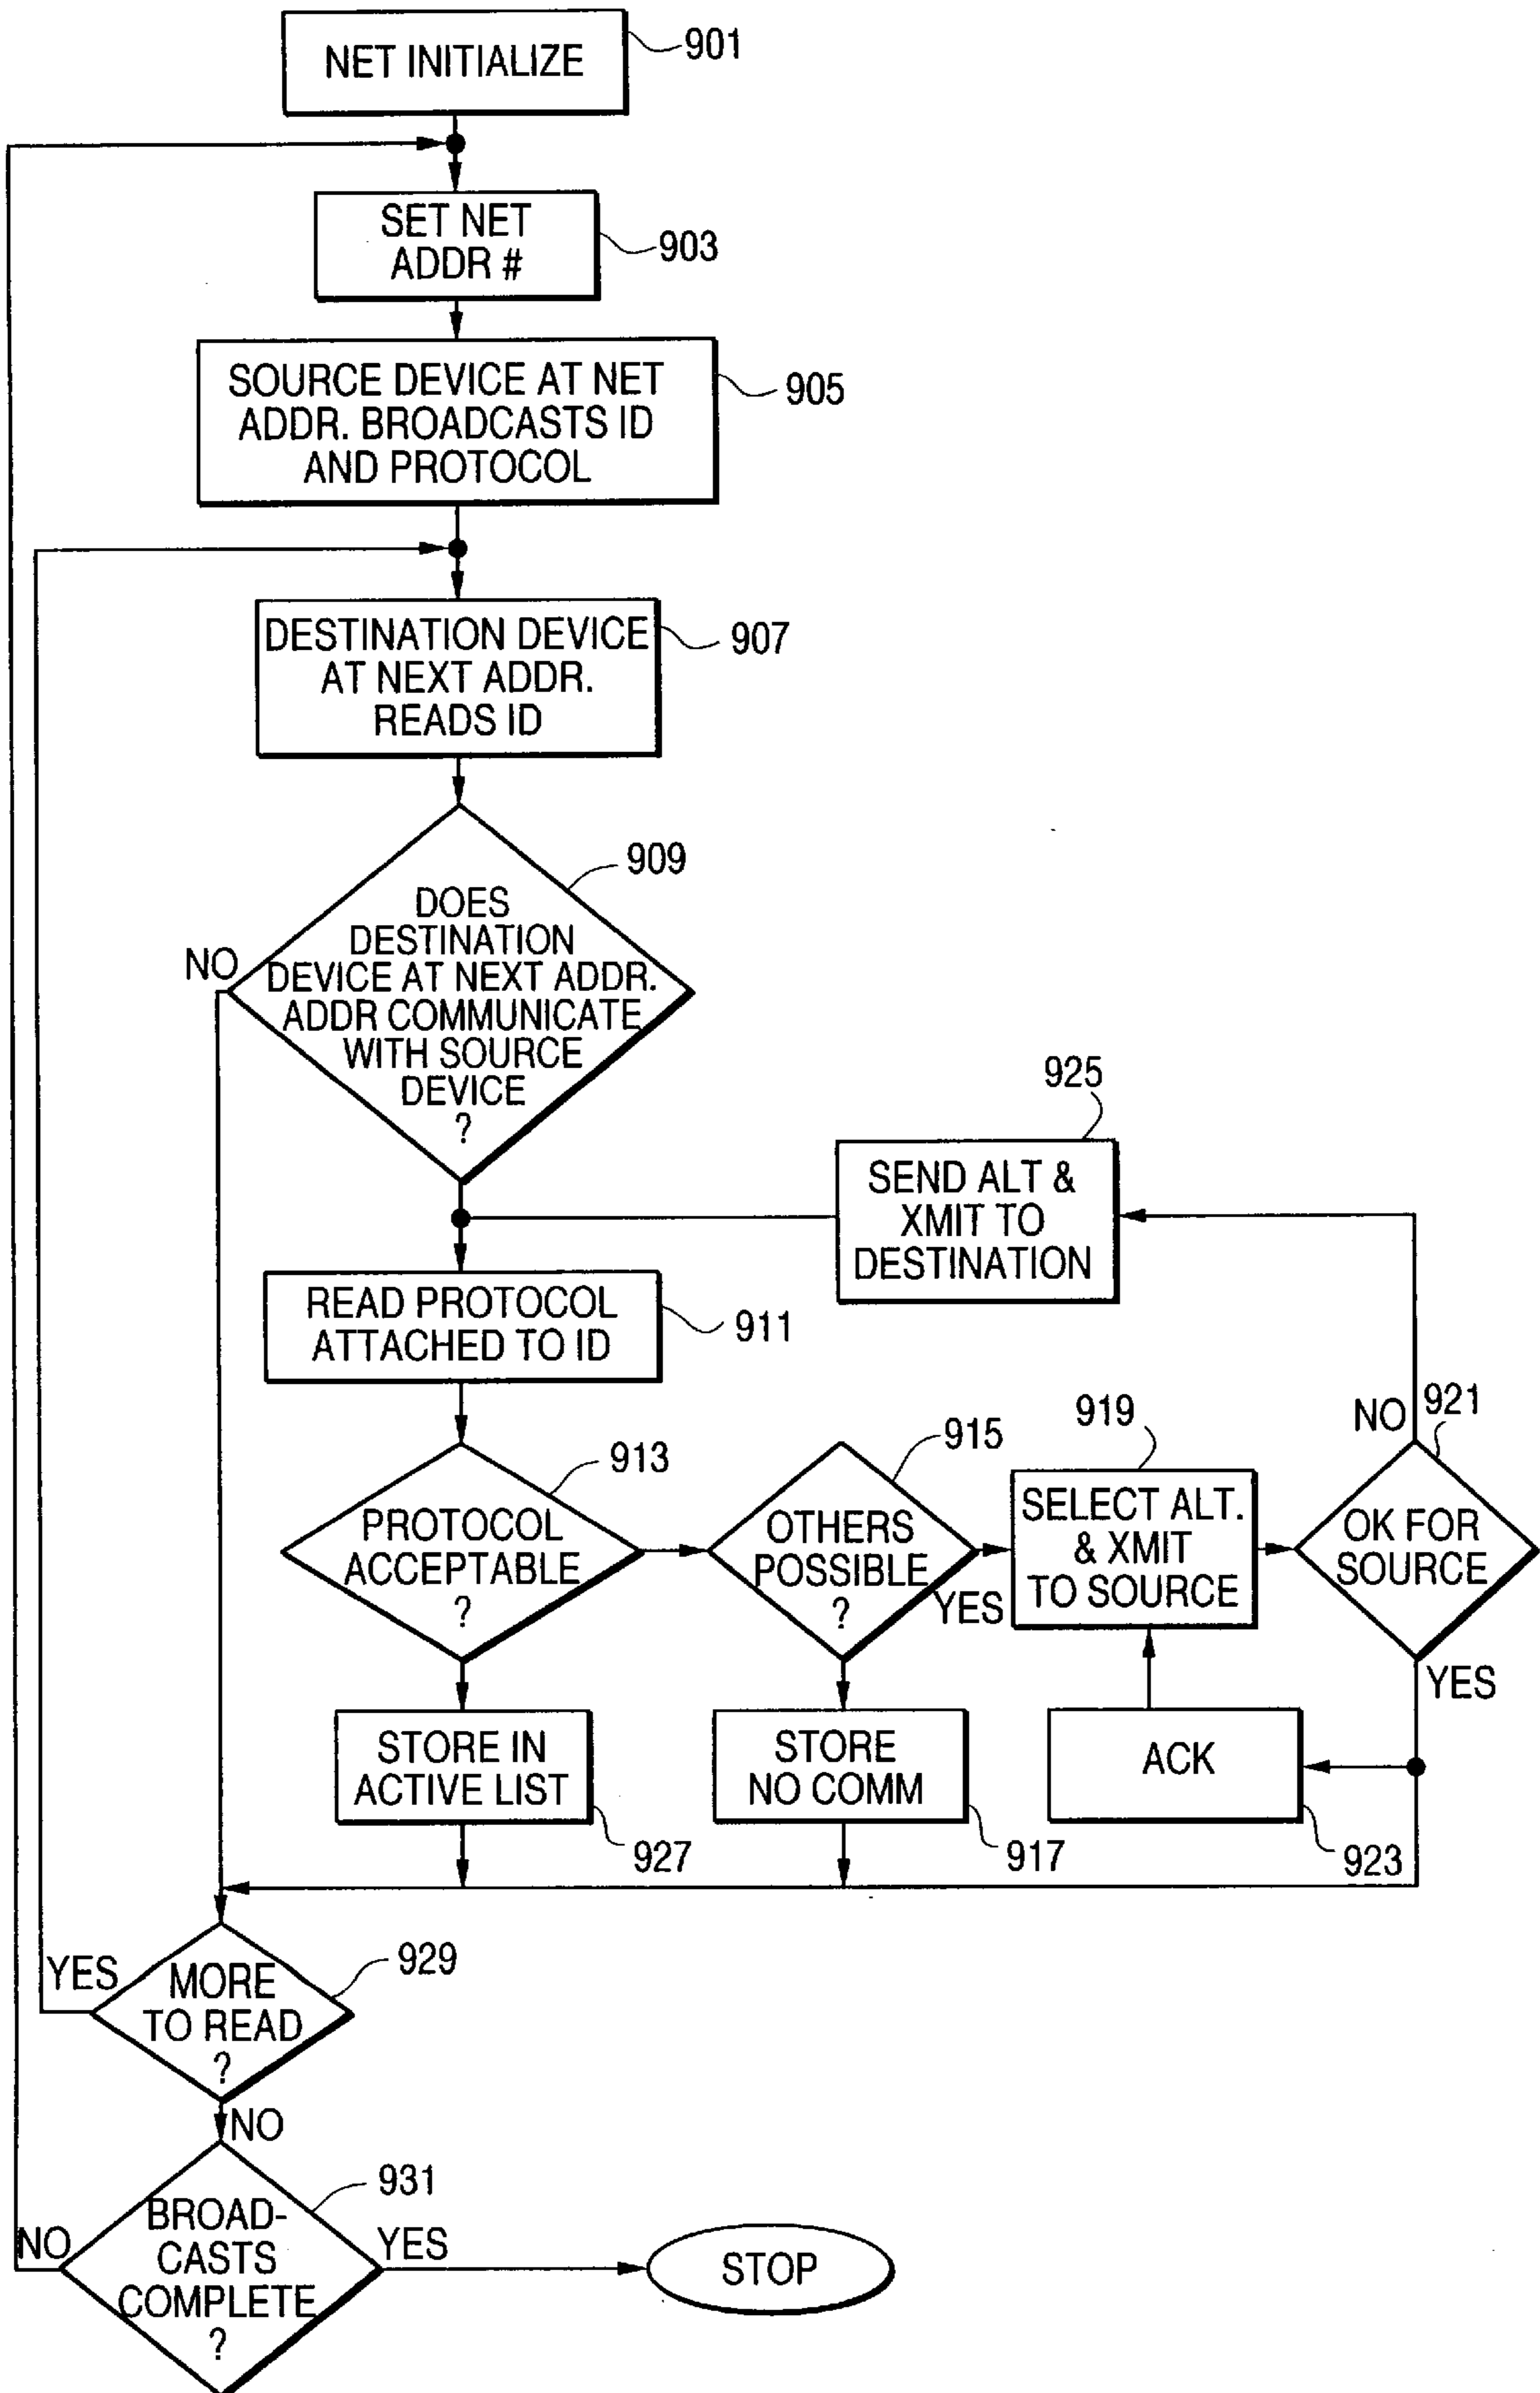 NET INITIALIZE
901
SET NET
ADDR #
903
SOURCE DEVICE AT NET
ADDR. BROADCASTS ID
AND PROTOCOL
905
DESTINATION DEVICE
AT NEXT ADDR.
READS ID
907
909
DOES
DESTINATION
DEVICE AT NEXT ADDR.
ADDR COMMUNICATE
WITH SOURCE
DEVICE
?
NO
925
SEND ALT &
XMIT TO
DESTINATION
READ PROTOCOL
ATTACHED TO ID
911
913
PROTOCOL
ACCEPTABLE
?
915
OTHERS
POSSIBLE
?
YES
919
SELECT ALT.
& XMIT
TO SOURCE
NO
921
OK FOR
SOURCE
YES
STORE IN
ACTIVE LIST
927
STORE
NO COMM
917
ACK
923
YES
MORE
TO READ
?
929
NO
931
NO
BROAD-
CASTS
COMPLETE
?
YES
STOP